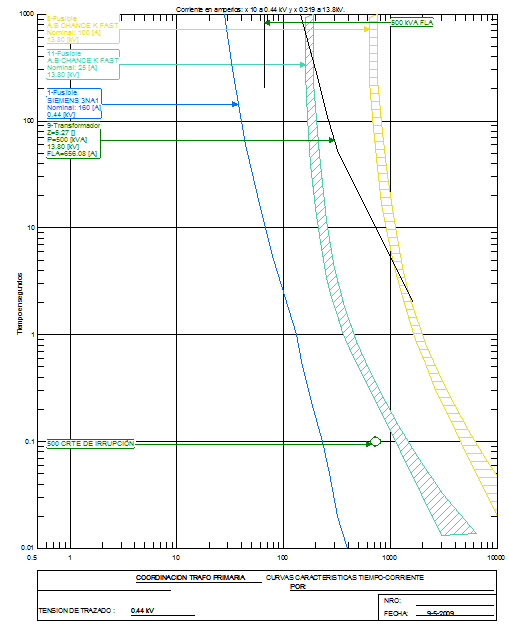 Corriente en amperios: x 10 a 0.44 kV y x 0.319 a 13.8kV.
1000
8-Fusible
A.B.CHANCE K FAST
Nominal: 100 [A]
13.80 [kV]
500 kVA FLA
11-Fusible
A.B.CHANCE K FAST
Nominal: 25 [A]
13.80 [kV]
1-Fusible
SIEMENS 3NA1
Nominal: 160 [A]
0.44 [kV]
100
9-Transformador
Z=5.27 []
P=500 [kVA]
13.80 [kV]
FLA=656.08 [A]
10
Tiempo en segundos
1
0.1
500 CRTE DE IRRUPCIÓN
0.01
0.5
1
10
100
1000
10000
COORDINACION TRAFO PRIMARIA
CURVAS CARACTERISTICAS TIEMPO-CORRIENTE
POR:
TENSION DE TRAZADO :
0.44 kV
NRO:
FECHA:
9-5-2009